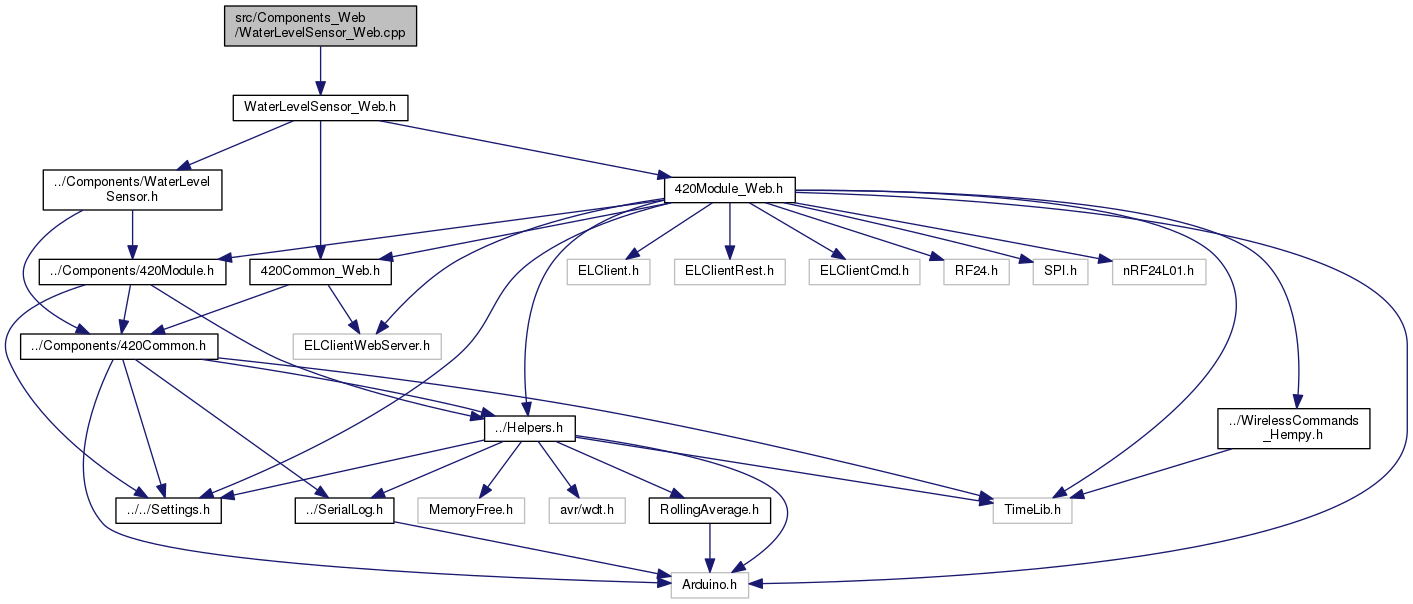 src/Components_Web
/WaterLevelSensor_Web.cpp
WaterLevelSensor_Web.h
../Components/WaterLevel
Sensor.h
420Module_Web.h
../Components/420Module.h
420Common_Web.h
ELClient.h
ELClientRest.h
ELClientCmd.h
RF24.h
SPI.h
nRF24L01.h
../Components/420Common.h
ELClientWebServer.h
../Helpers.h
../WirelessCommands
_Hempy.h
../../Settings.h
../SerialLog.h
MemoryFree.h
avr/wdt.h
RollingAverage.h
TimeLib.h
Arduino.h